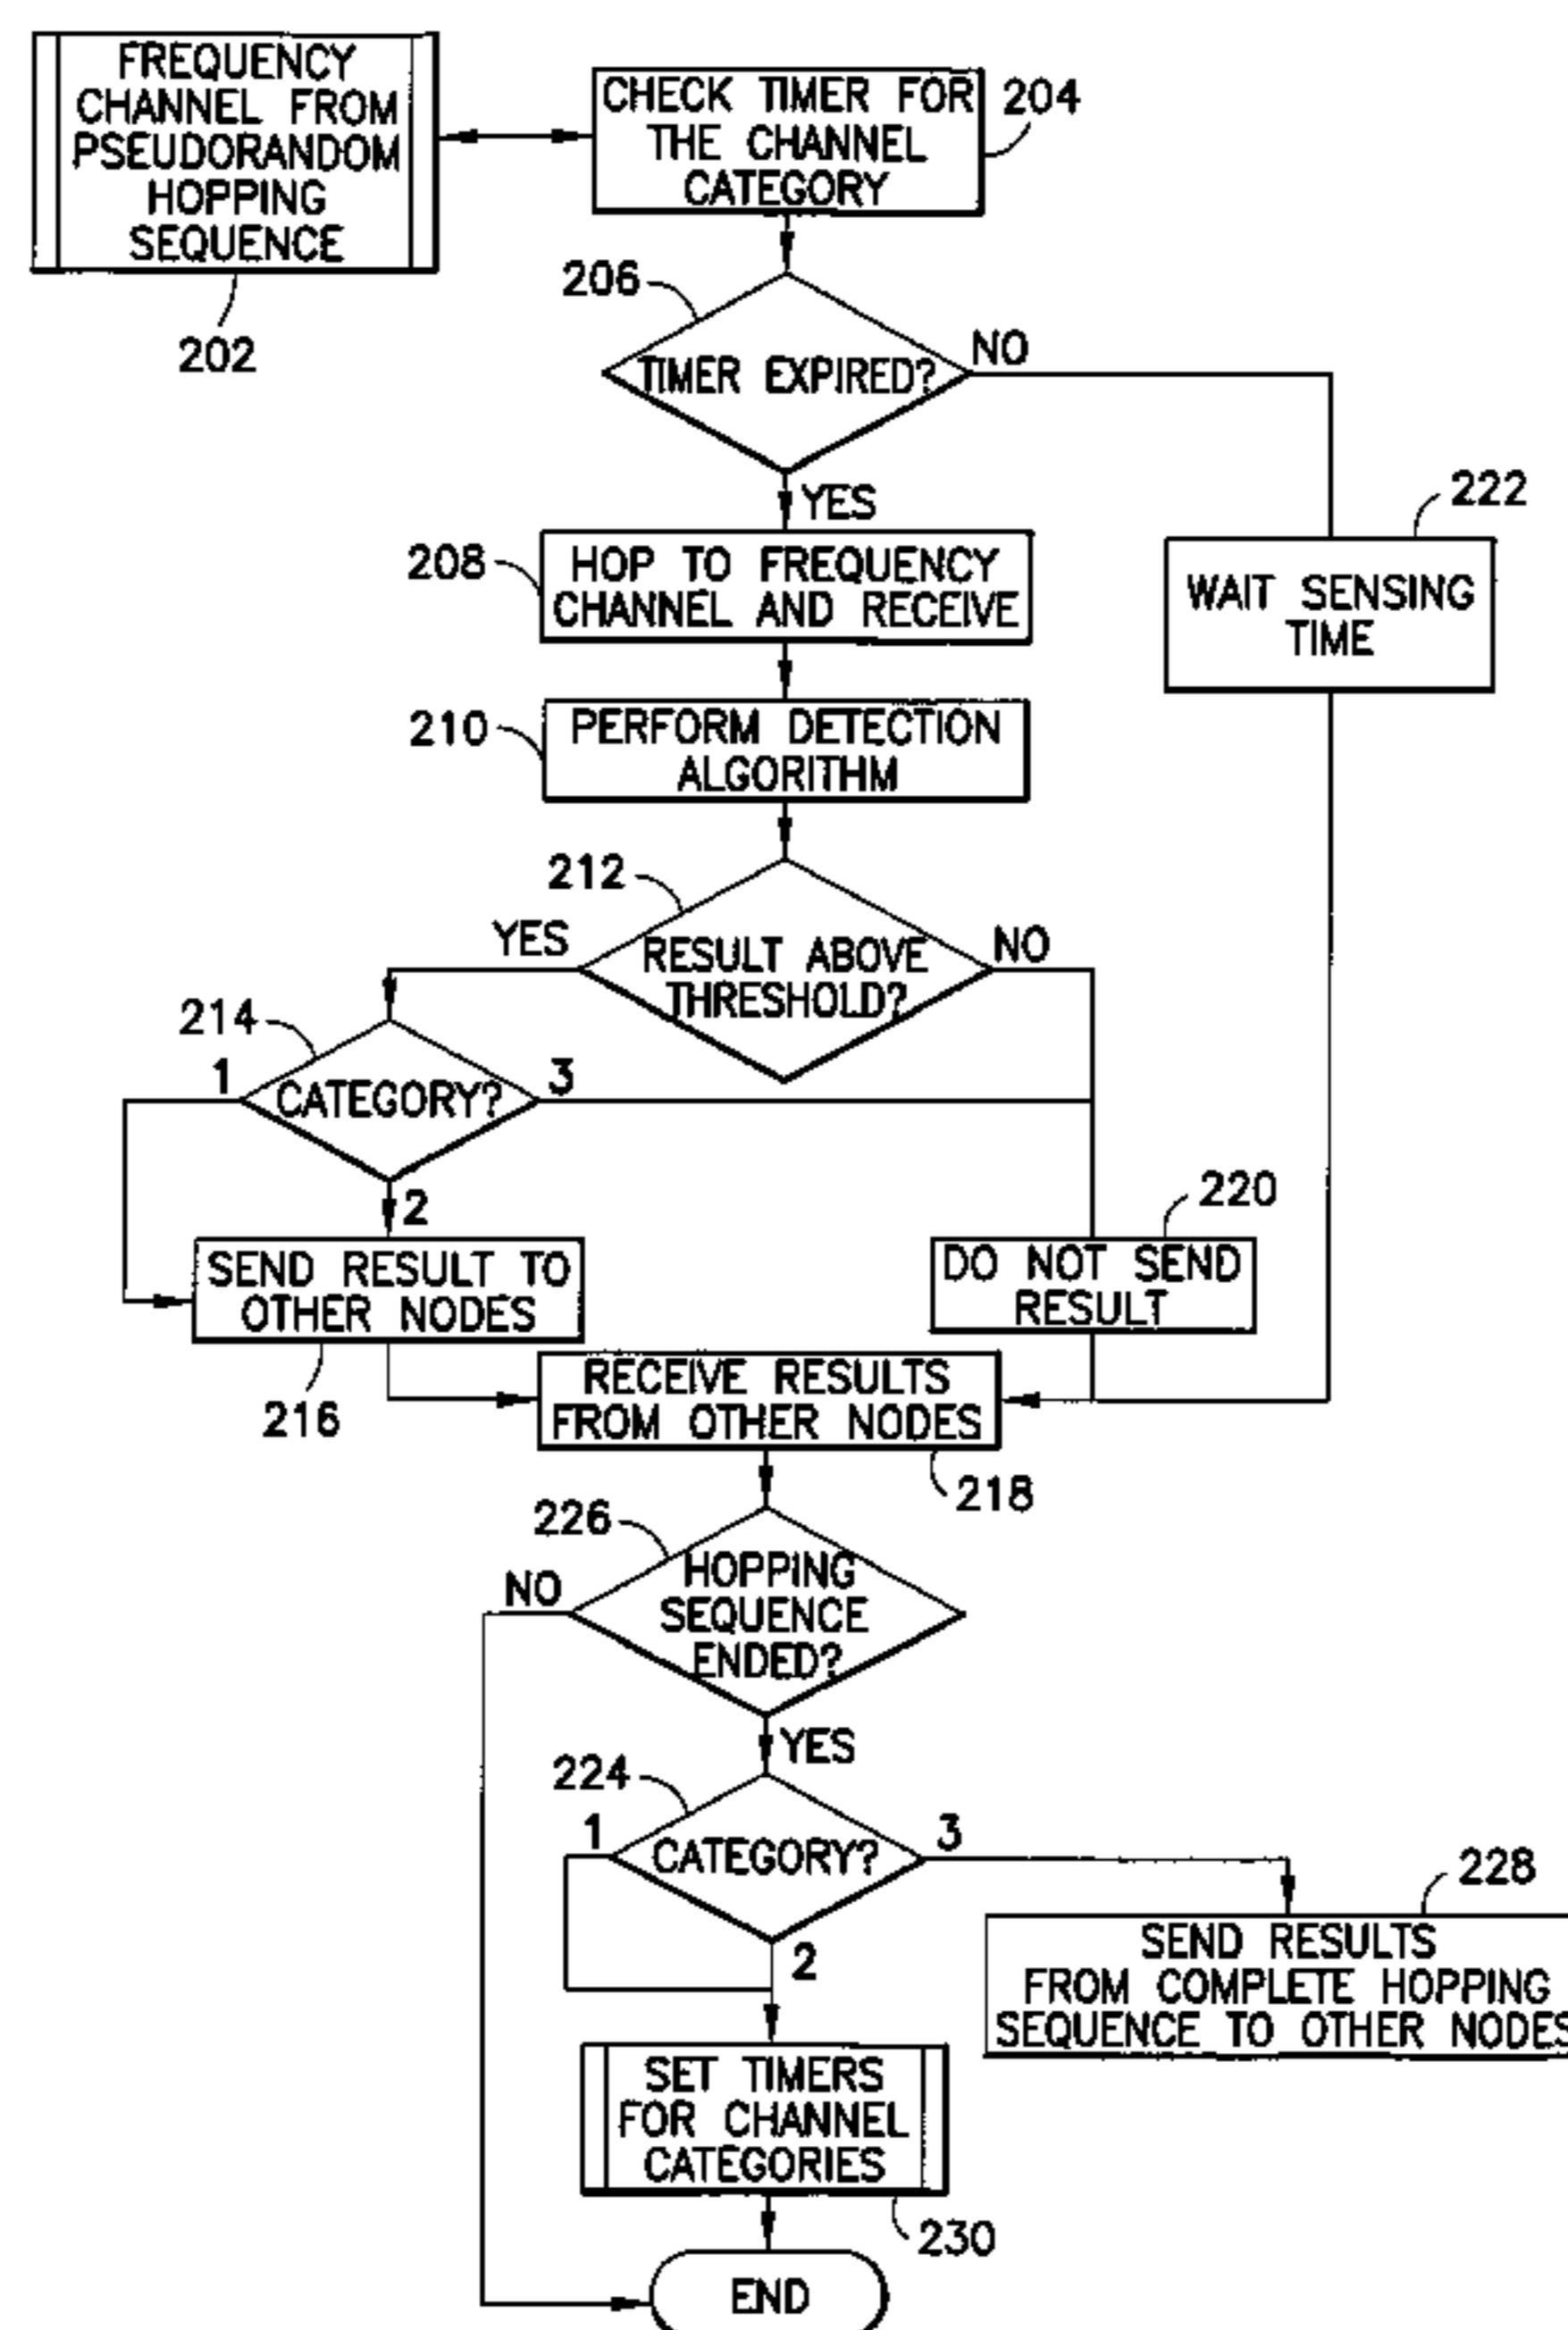 FREQUENCY
CHANNEL FROM
PSEUDORANDOM
HOPPING
SEQUENCE
202
CHECK TIMER FOR
THE CHANNEL
CATEGORY
204
206
TIMER EXPIRED?
NO
YES
222
WAIT SENSING
TIME
208
HOP TO FREQUENCY
CHANNEL AND RECEIVE
210
PERFORM DETECTION
ALGORITHM
212
YES
RESULT ABOVE
THRESHOLD?
NO
214
1
CATEGORY?
3
2
220
SEND RESULT TO
OTHER NODES
216
DO NOT SEND
RESULT
RECEIVE RESULTS
FROM OTHER NODES
218
226
NO
HOPPING
SEQUENCE
ENDED?
YES
224
1
CATEGORY?
3
2
228
SEND RESULTS
FROM COMPLETE HOPPING
SEQUENCE TO OTHER NODES
SET TIMERS
FOR CHANNEL
CATEGORIES
230
END